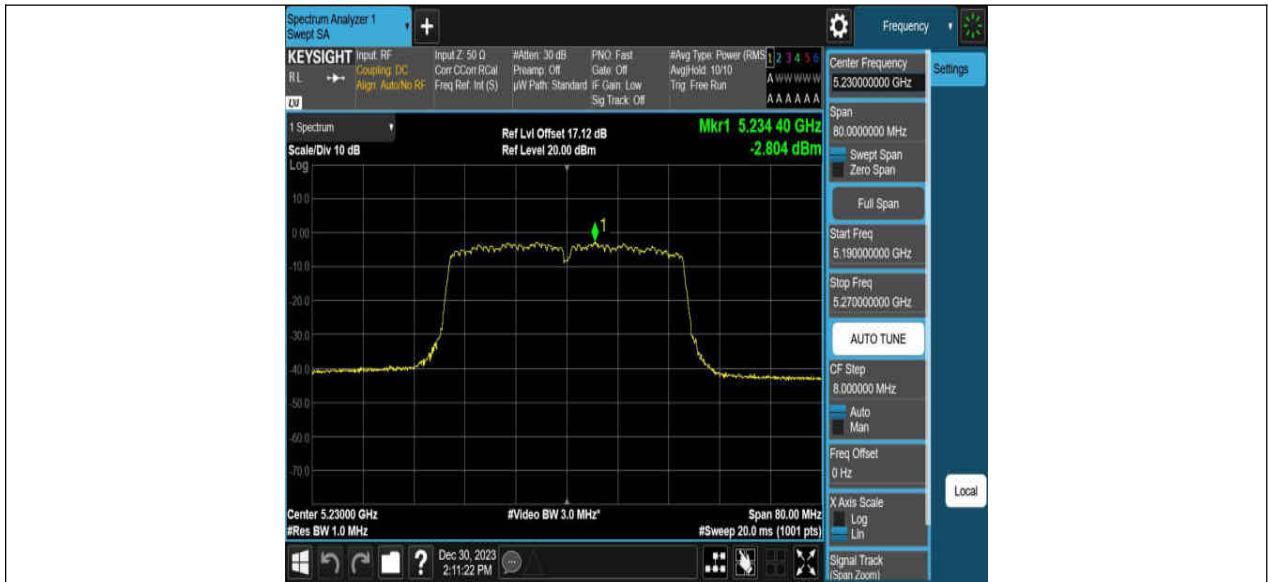 Spectrum Analyzer 1
Swept SA
+
Frequency
KEYSIGHT
RL
LXI
Input: RF
Coupling: DC
Align: Auto/No RF
Input Z: 50 Ω
Corr CCorr RCal
Freq Ref: Int (S)
#Atten: 30 dB
Preamp: Off
µW Path: Standard
PNO: Fast
Gate: Off
IF Gain: Low
Sig Track: Off
#Avg Type: Power (RMS
Avg|Hold: 10/10
Trig: Free Run
1 2 3 4 5 6
A W W W W W
A A A A A A
1 Spectrum
Scale/Div 10 dB
Ref Lvl Offset 17.12 dB
Ref Level 20.00 dBm
Mkr1 5.234 40 GHz
-2.804 dBm
Log
10.0
0.00
-10.0
-20.0
-30.0
-40.0
-50.0
-60.0
-70.0
1
Center 5.23000 GHz
#Res BW 1.0 MHz
#Video BW 3.0 MHz*
Span 80.00 MHz
#Sweep 20.0 ms (1001 pts)
?
Dec 30, 2023
2:11:22 PM
Center Frequency
5.230000000 GHz
Span
80.0000000 MHz
Swept Span
Zero Span
Full Span
Start Freq
5.190000000 GHz
Stop Freq
5.270000000 GHz
AUTO TUNE
CF Step
8.000000 MHz
Auto
Man
Freq Offset
0 Hz
X Axis Scale
Log
Lin
Signal Track
(Span Zoom)
Settings
Local